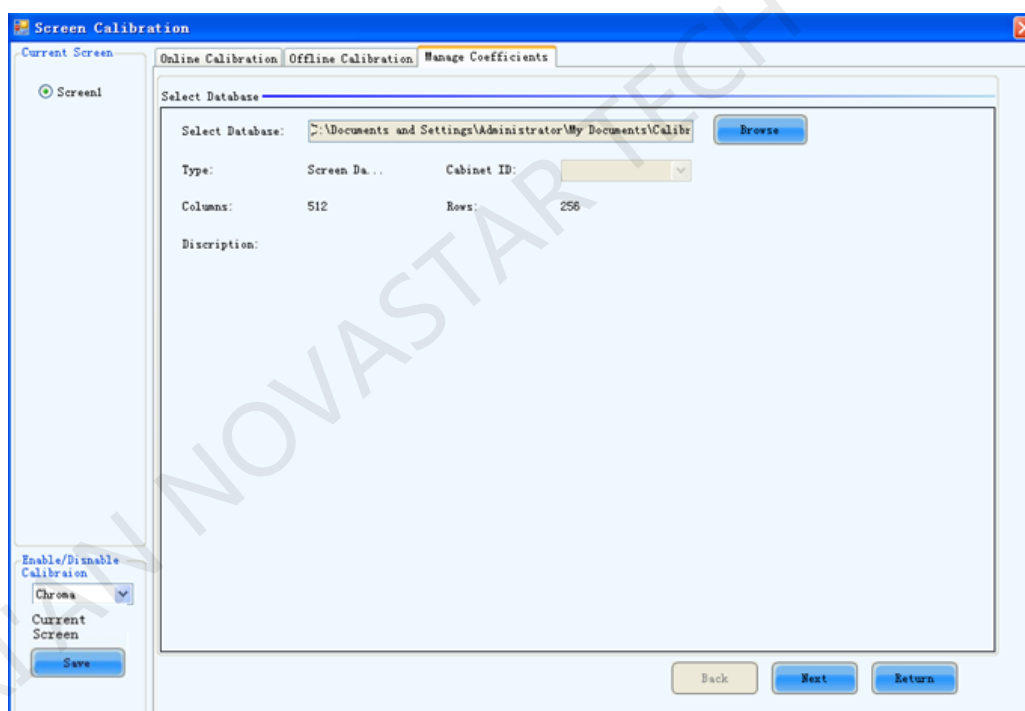 Screen Calibration
Current Screen
Screen1
Online Calibration Offline Calibration Manage Coefficients
Select Database
Select Database: C:\Documents and Settings\Administrator\My Documents\Calibr Browse
Type: Screen Da... Cabinet ID:
Columns: 512 Rows: 256
Discription:
Enable/Disnable
Calibraion
Chroma
Current
Screen
Save
Back Next Return
NOVASTAR TECH